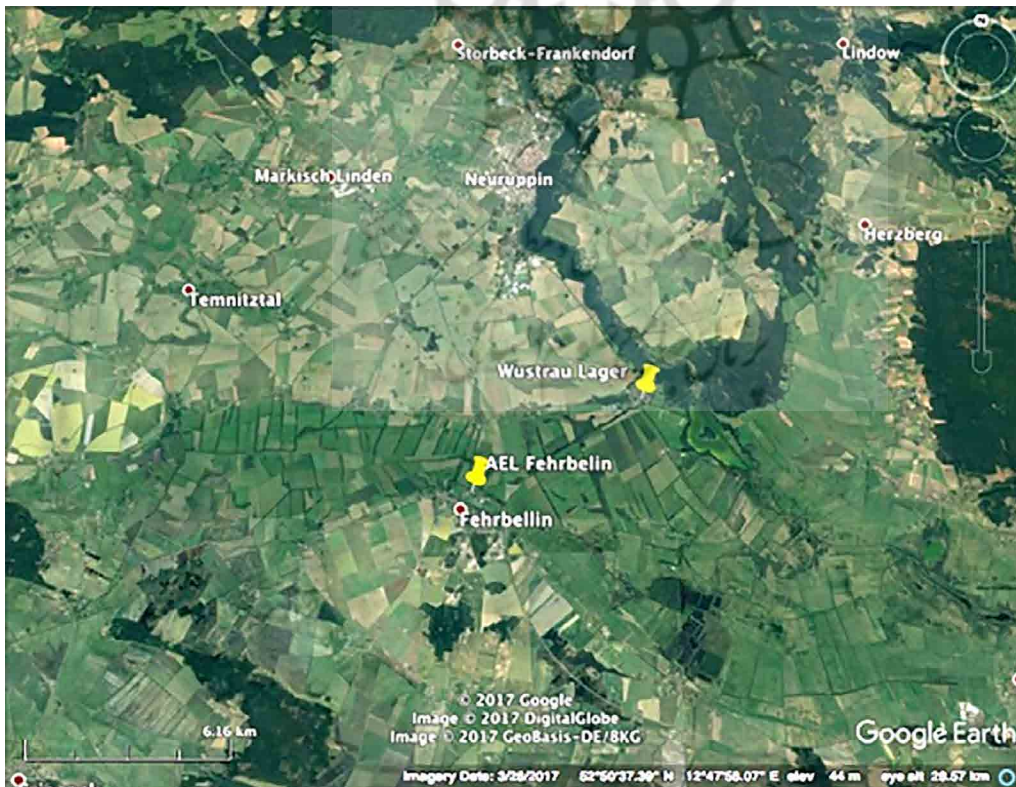 N
Storbeck-Frankendorf
Lindow
Markisch Linden
Neuruppin
Herzberg
Temnitztal
Wustrau Lager
AEL Fehrbelin
Fehrbellin
© 2017 Google
Image © 2017 DigitalGlobe
Image © 2017 GeoBasis-DE/BKG
6.16 km
Google Earth
Imagery Date: 3/28/2017 52°50'37.39" N 12°47'58.07" E elev 44 m eye alt 28.57 km